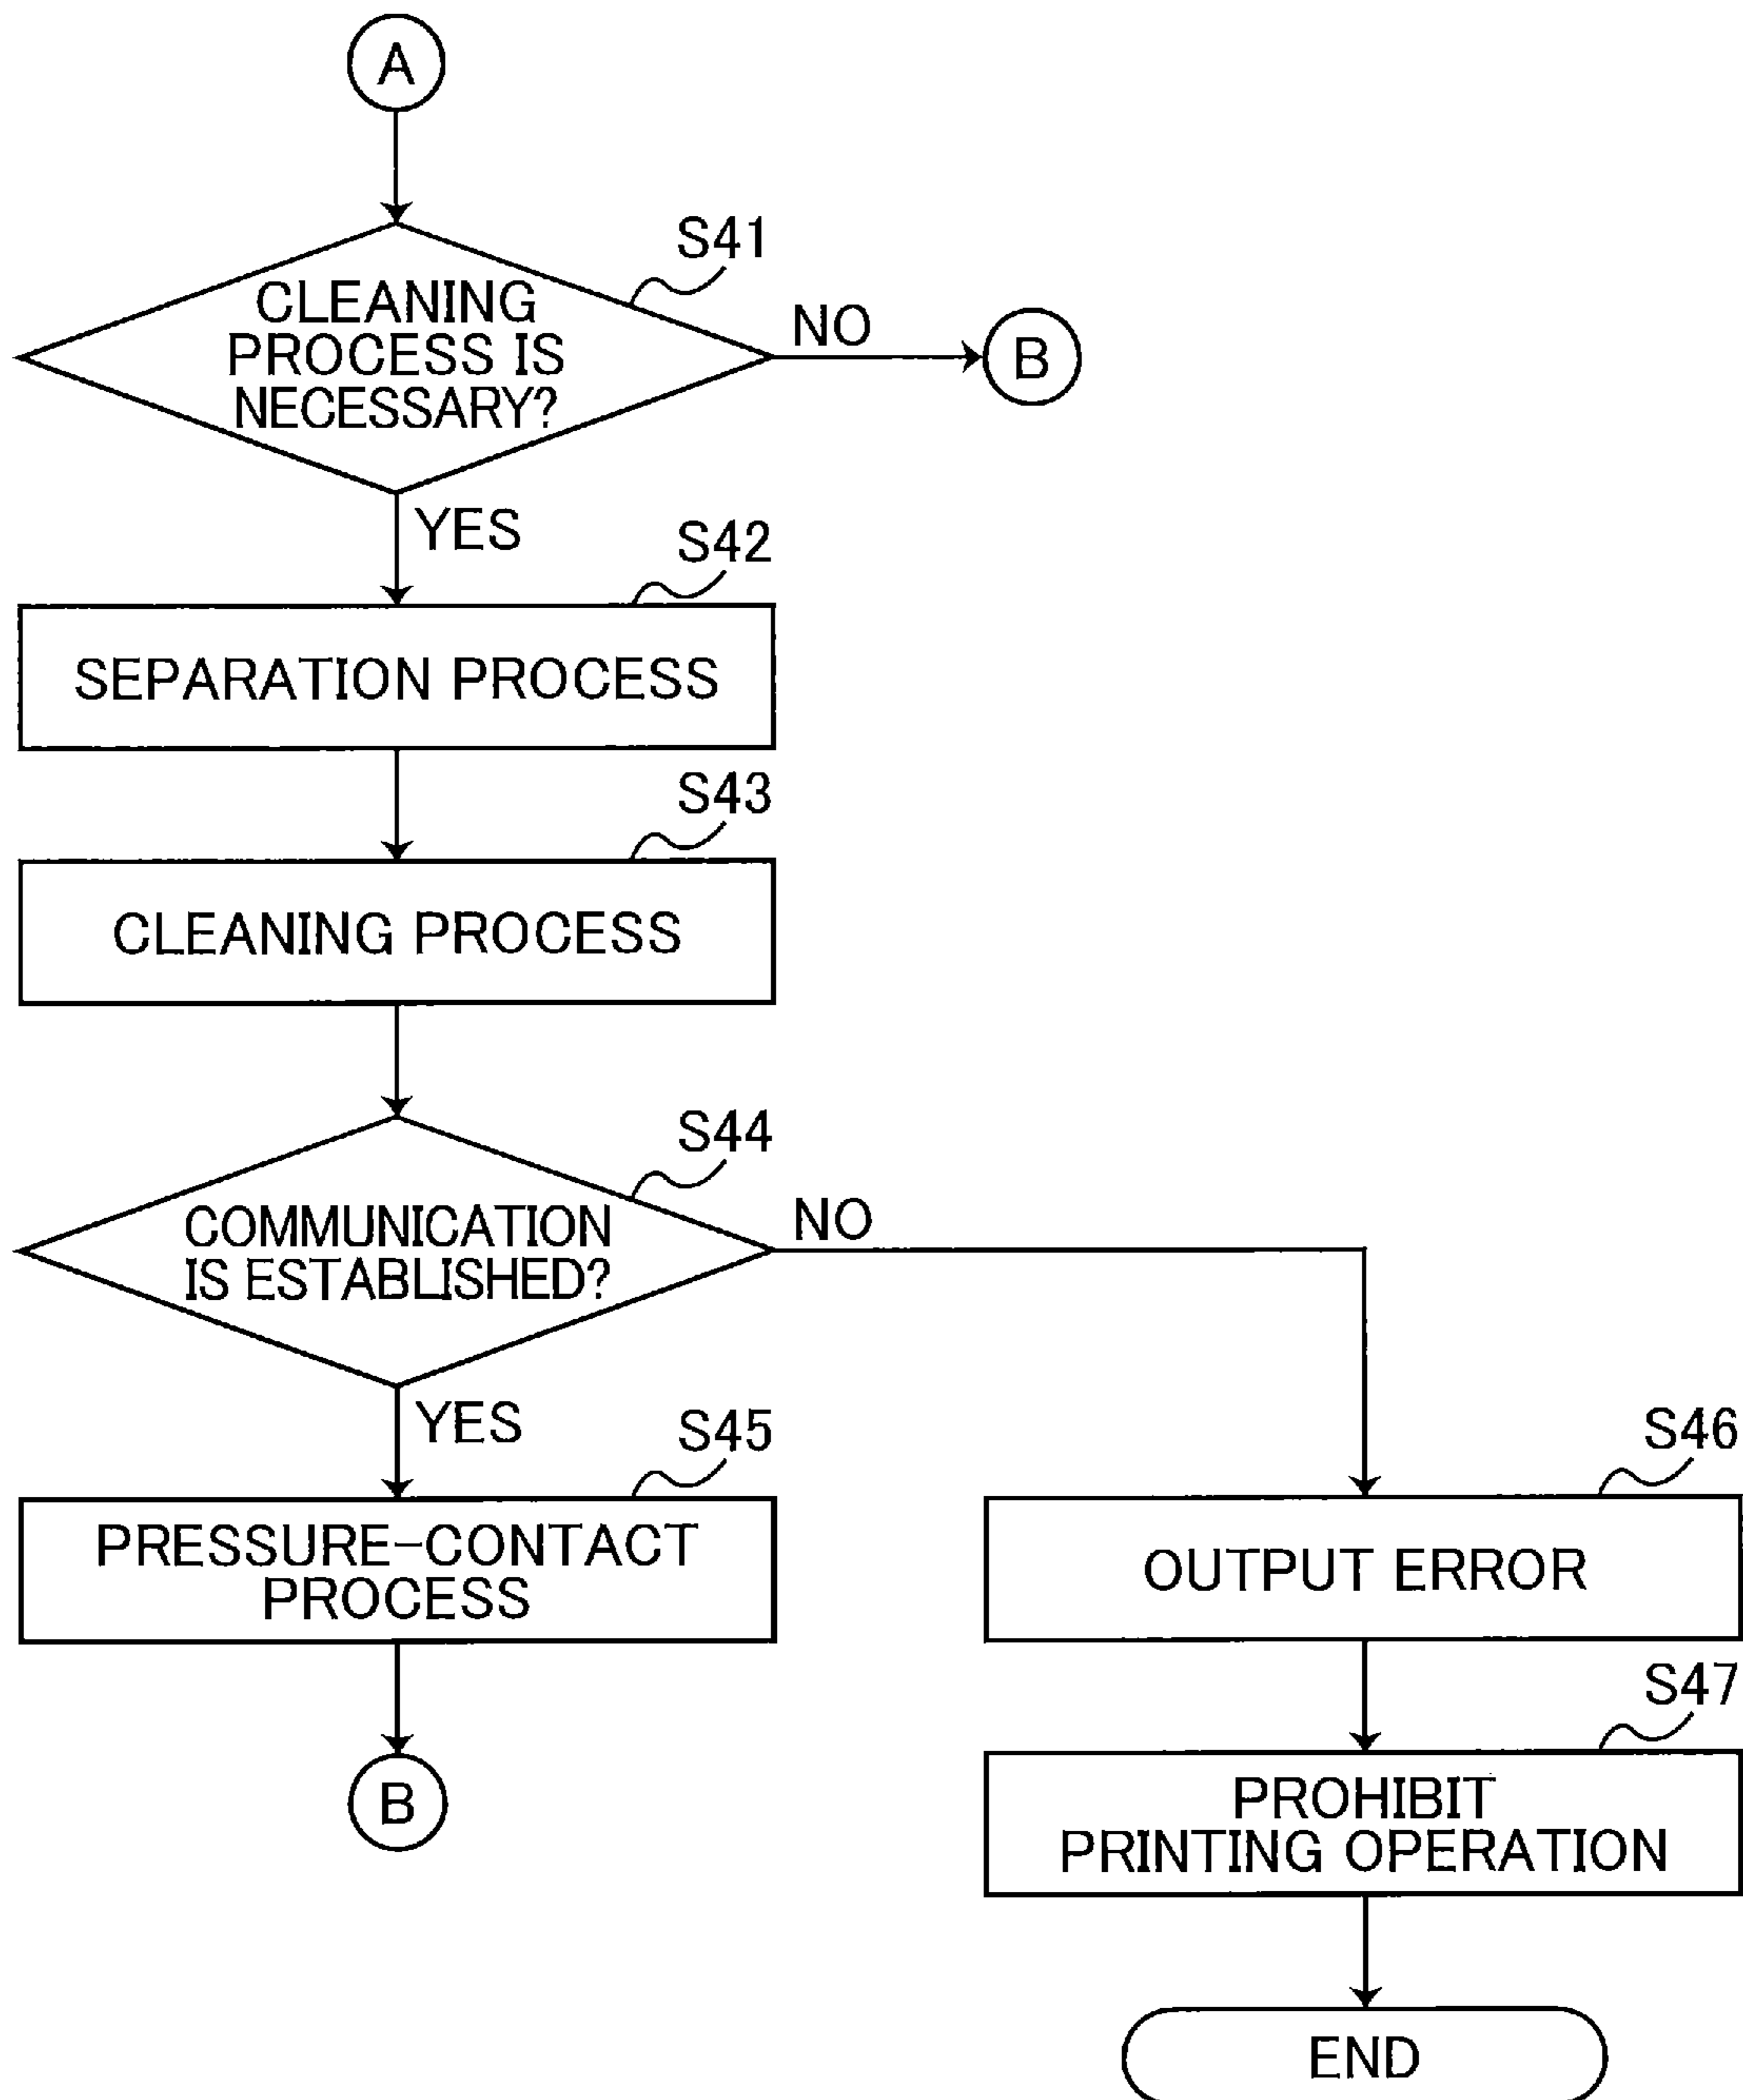 A
S41
CLEANING
PROCESS IS
NECESSARY?
NO
B
YES
S42
SEPARATION PROCESS
S43
CLEANING PROCESS
S44
COMMUNICATION
IS ESTABLISHED?
NO
YES
S45
PRESSURE-CONTACT
PROCESS
B
S46
OUTPUT ERROR
S47
PROHIBIT
PRINTING OPERATION
END